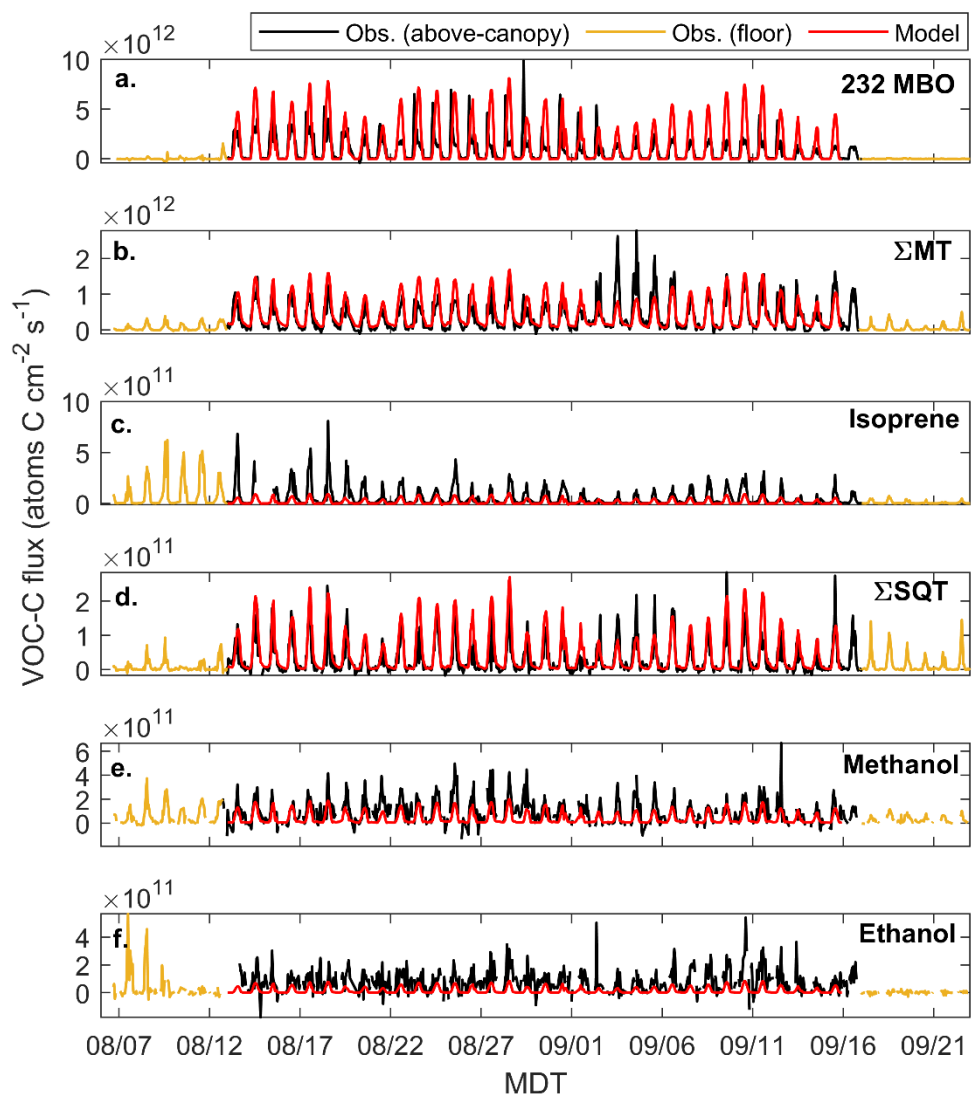 Obs. (above-canopy) Obs. (floor) Model
×10¹²
a. 232 MBO
10
5
0
×10¹²
b. ΣMT
2
1
0
×10¹¹
c. Isoprene
10
5
0
×10¹¹
d. ΣSQT
2
1
0
×10¹¹
e. Methanol
6
4
2
0
×10¹¹
f. Ethanol
4
2
0
VOC-C flux (atoms C cm⁻² s⁻¹)
08/07 08/12 08/17 08/22 08/27 09/01 09/06 09/11 09/16 09/21
MDT